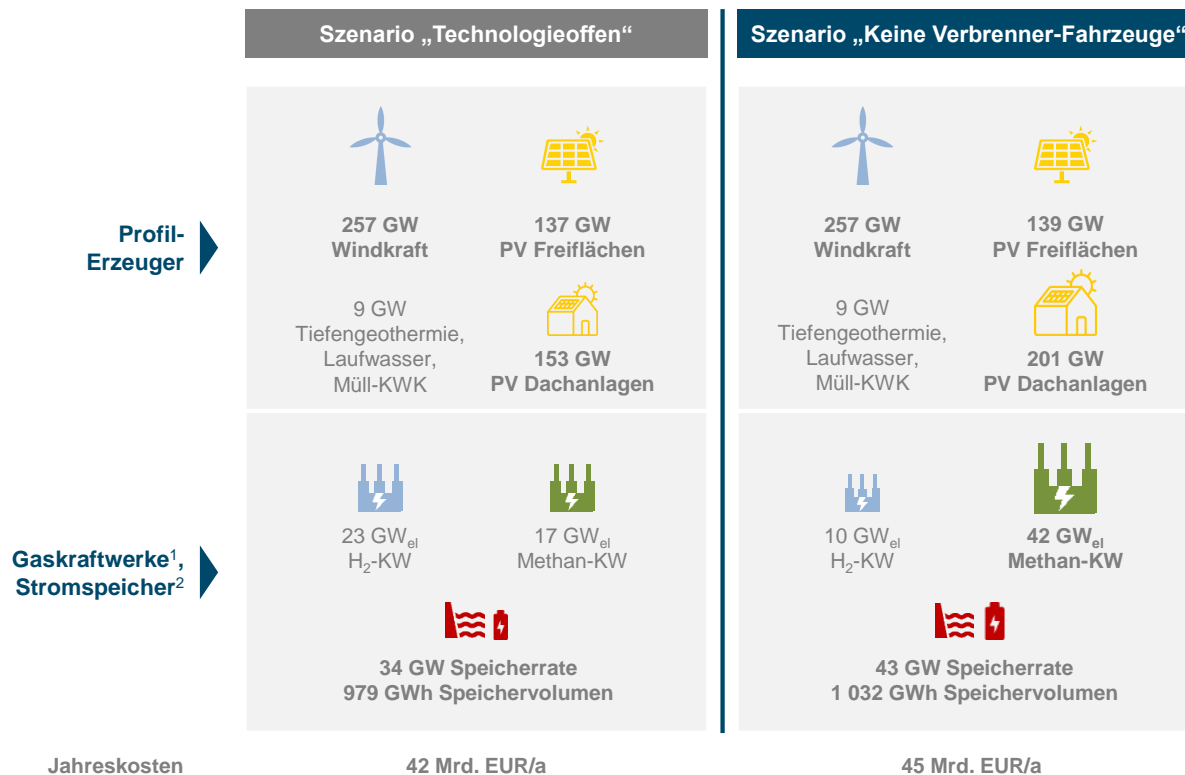 Szenario „Technologieoffen“
Szenario „Keine Verbrenner-Fahrzeuge“
Profil-
Erzeuger
257 GW
Windkraft
137 GW
PV Freiflächen
9 GW
Tiefengeothermie,
Laufwasser,
Müll-KWK
153 GW
PV Dachanlagen
257 GW
Windkraft
139 GW
PV Freiflächen
9 GW
Tiefengeothermie,
Laufwasser,
Müll-KWK
201 GW
PV Dachanlagen
Gaskraftwerke¹,
Stromspeicher²
23 GWel
H₂-KW
17 GWel
Methan-KW
34 GW Speicherrate
979 GWh Speichervolumen
10 GWel
H₂-KW
42 GWel
Methan-KW
43 GW Speicherrate
1 032 GWh Speichervolumen
Jahreskosten
42 Mrd. EUR/a
45 Mrd. EUR/a